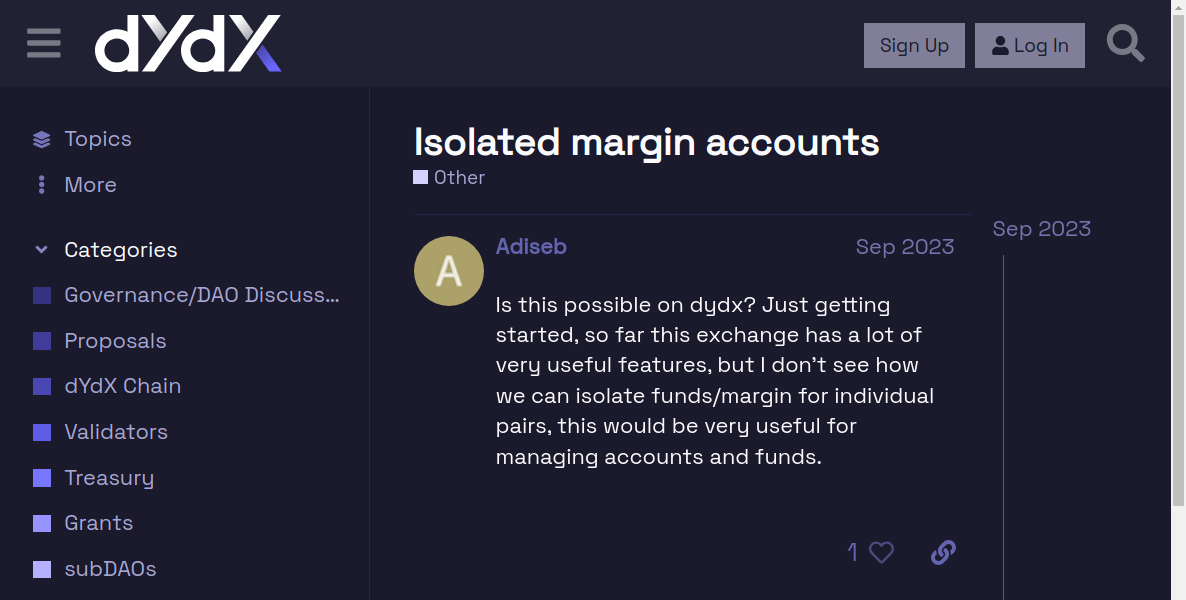 dYdX
Sign Up
Log In
Topics
More
Categories
Governance/DAO Discuss...
Proposals
dYdX Chain
Validators
Treasury
Grants
subDAOs
Isolated margin accounts
Other
A
Adiseb
Sep 2023
Is this possible on dydx? Just getting
started, so far this exchange has a lot of
very useful features, but I don't see how
we can isolate funds/margin for individual
pairs, this would be very useful for
managing accounts and funds.
1
Sep 2023